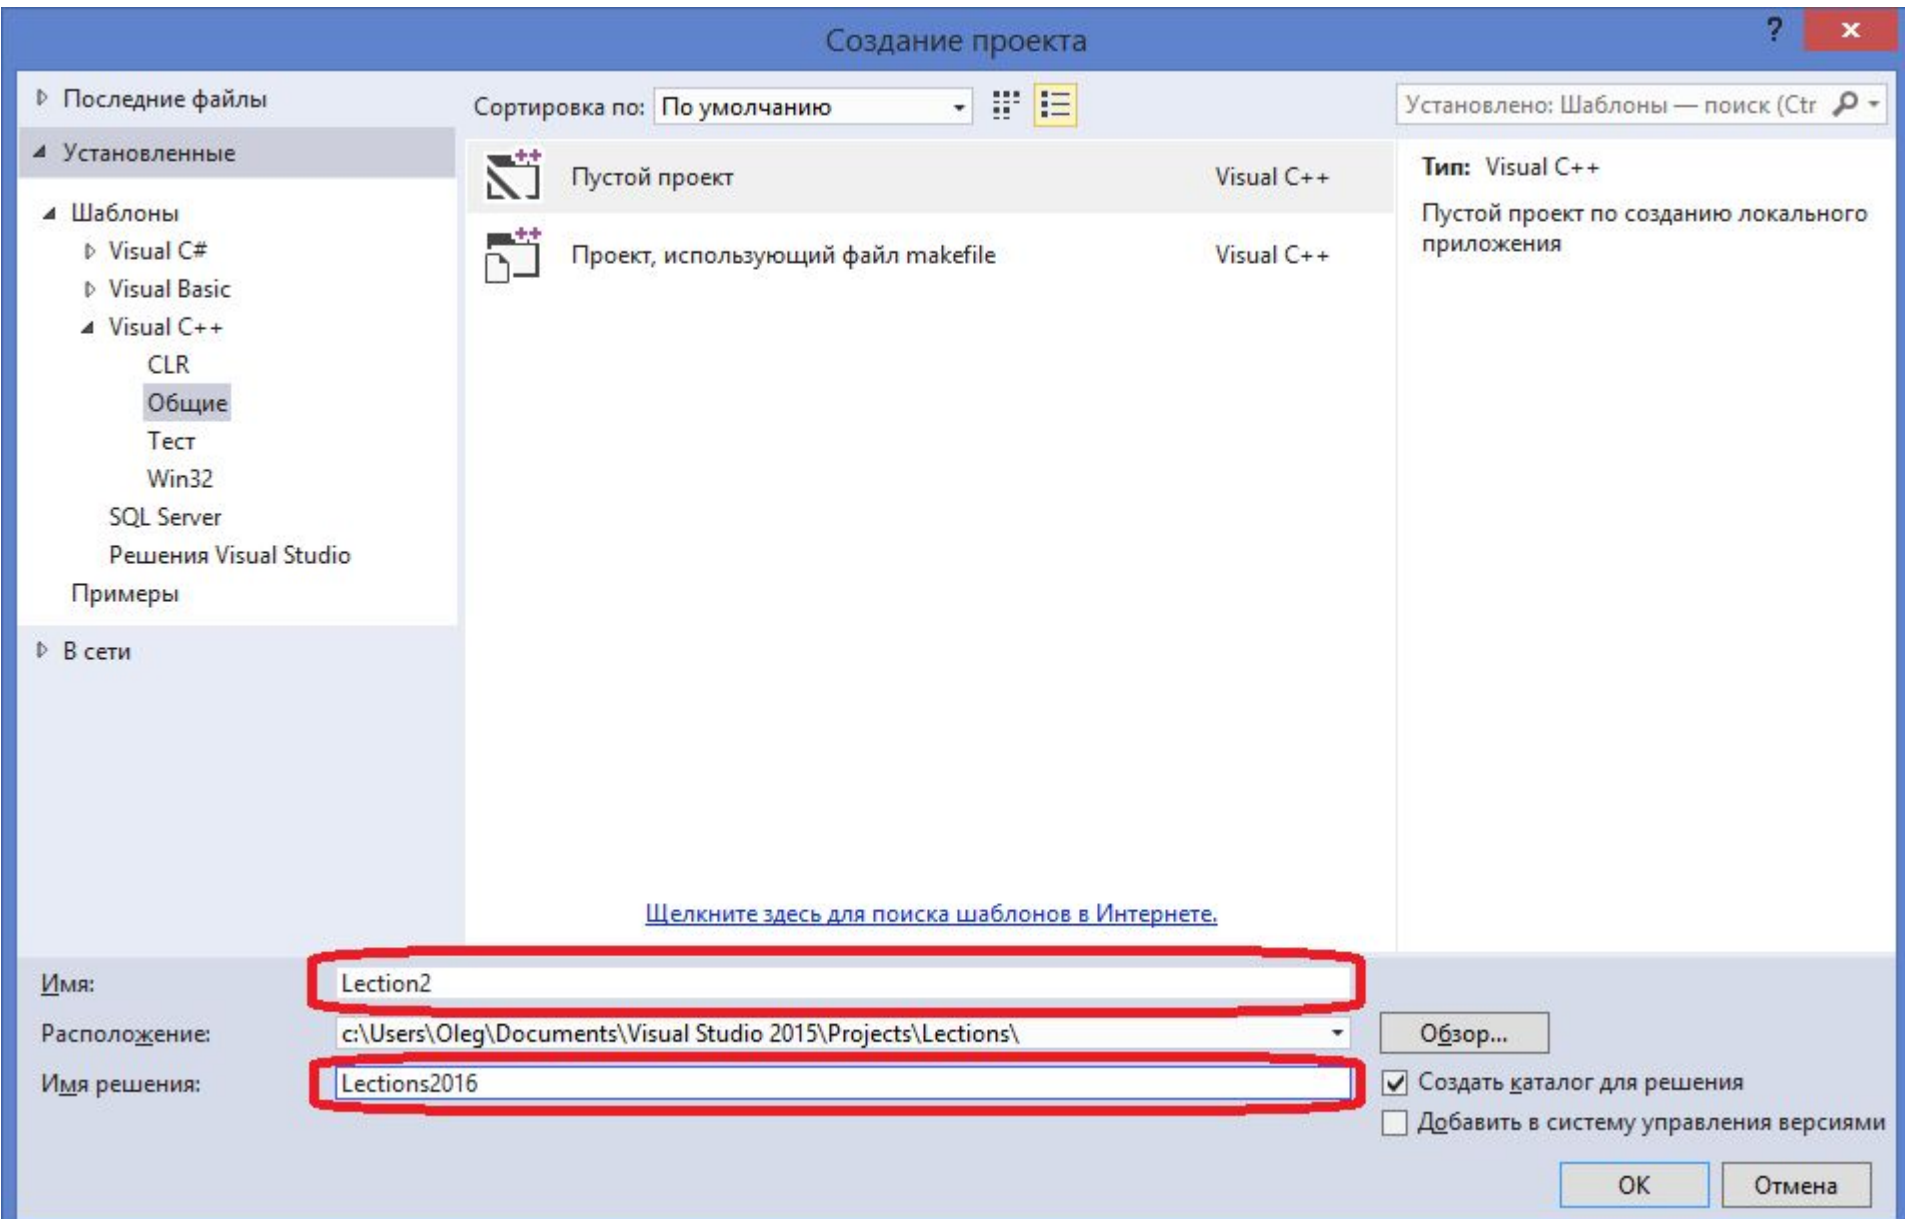 Создание проекта
?
Последние файлы
Установленные
Шаблоны
Visual C#
Visual Basic
Visual C++
CLR
Общие
Тест
Win32
SQL Server
Решения Visual Studio
Примеры
В сети
Сортировка по: По умолчанию
Пустой проект Visual C++
Проект, использующий файл makefile Visual C++
Щелкните здесь для поиска шаблонов в Интернете.
Установлено: Шаблоны — поиск (Ctr
Тип: Visual C++
Пустой проект по созданию локального
приложения
Имя: Lection2
Расположение: c:\Users\Oleg\Documents\Visual Studio 2015\Projects\Lections\ Обзор...
Имя решения: Lections2016
Создать каталог для решения
Добавить в систему управления версиями
OK Отмена